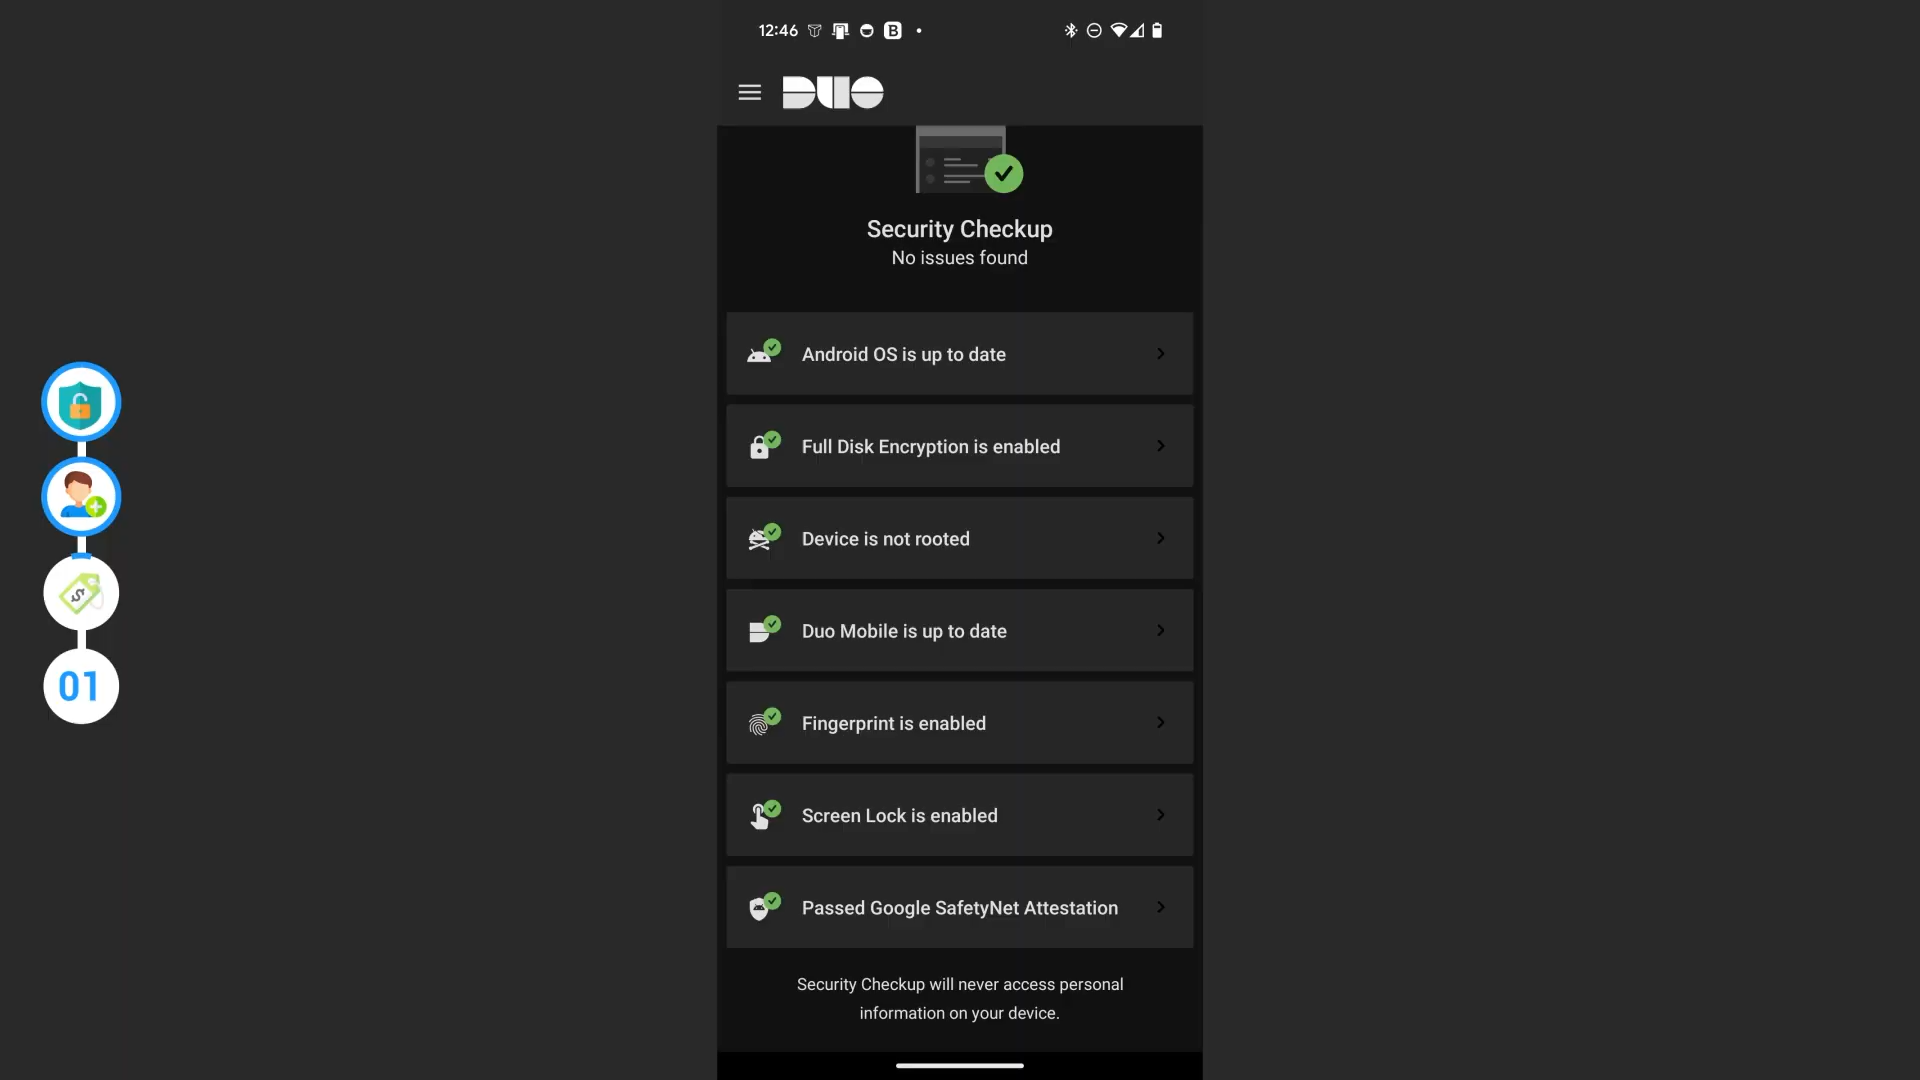 12:46
B
DUO
Security Checkup
No issues found
Android OS is up to date
Full Disk Encryption is enabled
Device is not rooted
Duo Mobile is up to date
Fingerprint is enabled
Screen Lock is enabled
Passed Google SafetyNet Attestation
Security Checkup will never access personal
information on your device.
$
01